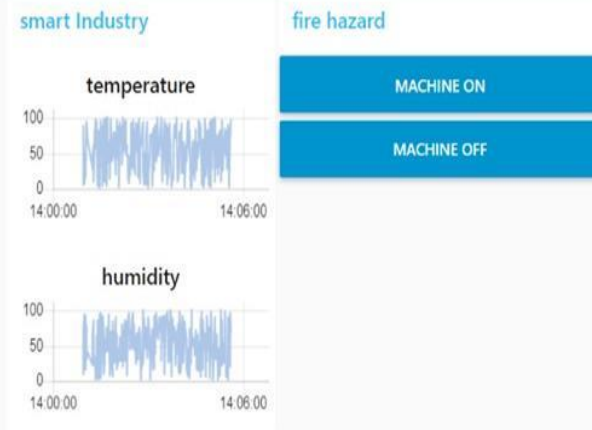 smart Industry
temperature
100
50
0
14:00:00 14:06:00
humidity
100
50
0
14:00:00 14:06:00
fire hazard
MACHINE ON
MACHINE OFF